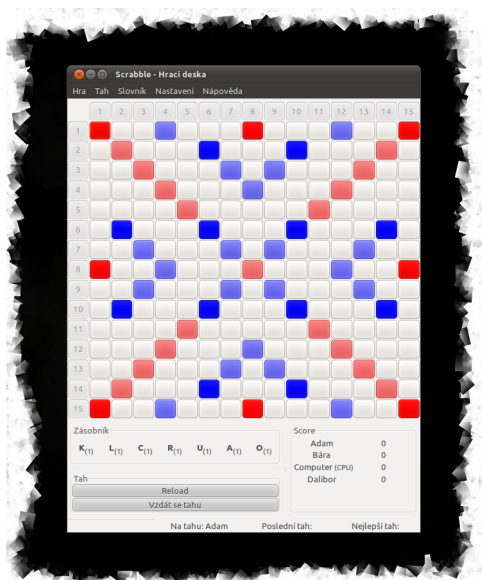 Scrabble - Hrací deska
Hra Tah Slovník Nastavení Nápověda
1 2 3 4 5 6 7 8 9 10 11 12 13 14 15
1
2
3
4
5
6
7
8
9
10
11
12
13
14
15
Zásobník
K(1) L(1) C(1) R(1) U(1) A(1) O(1)
Tah
Reload
Vzdát se tahu
Score
Adam 0
Bára 0
Computer (CPU) 0
Dalibor 0
Na tahu: Adam Poslední tah: Nejlepší tah: